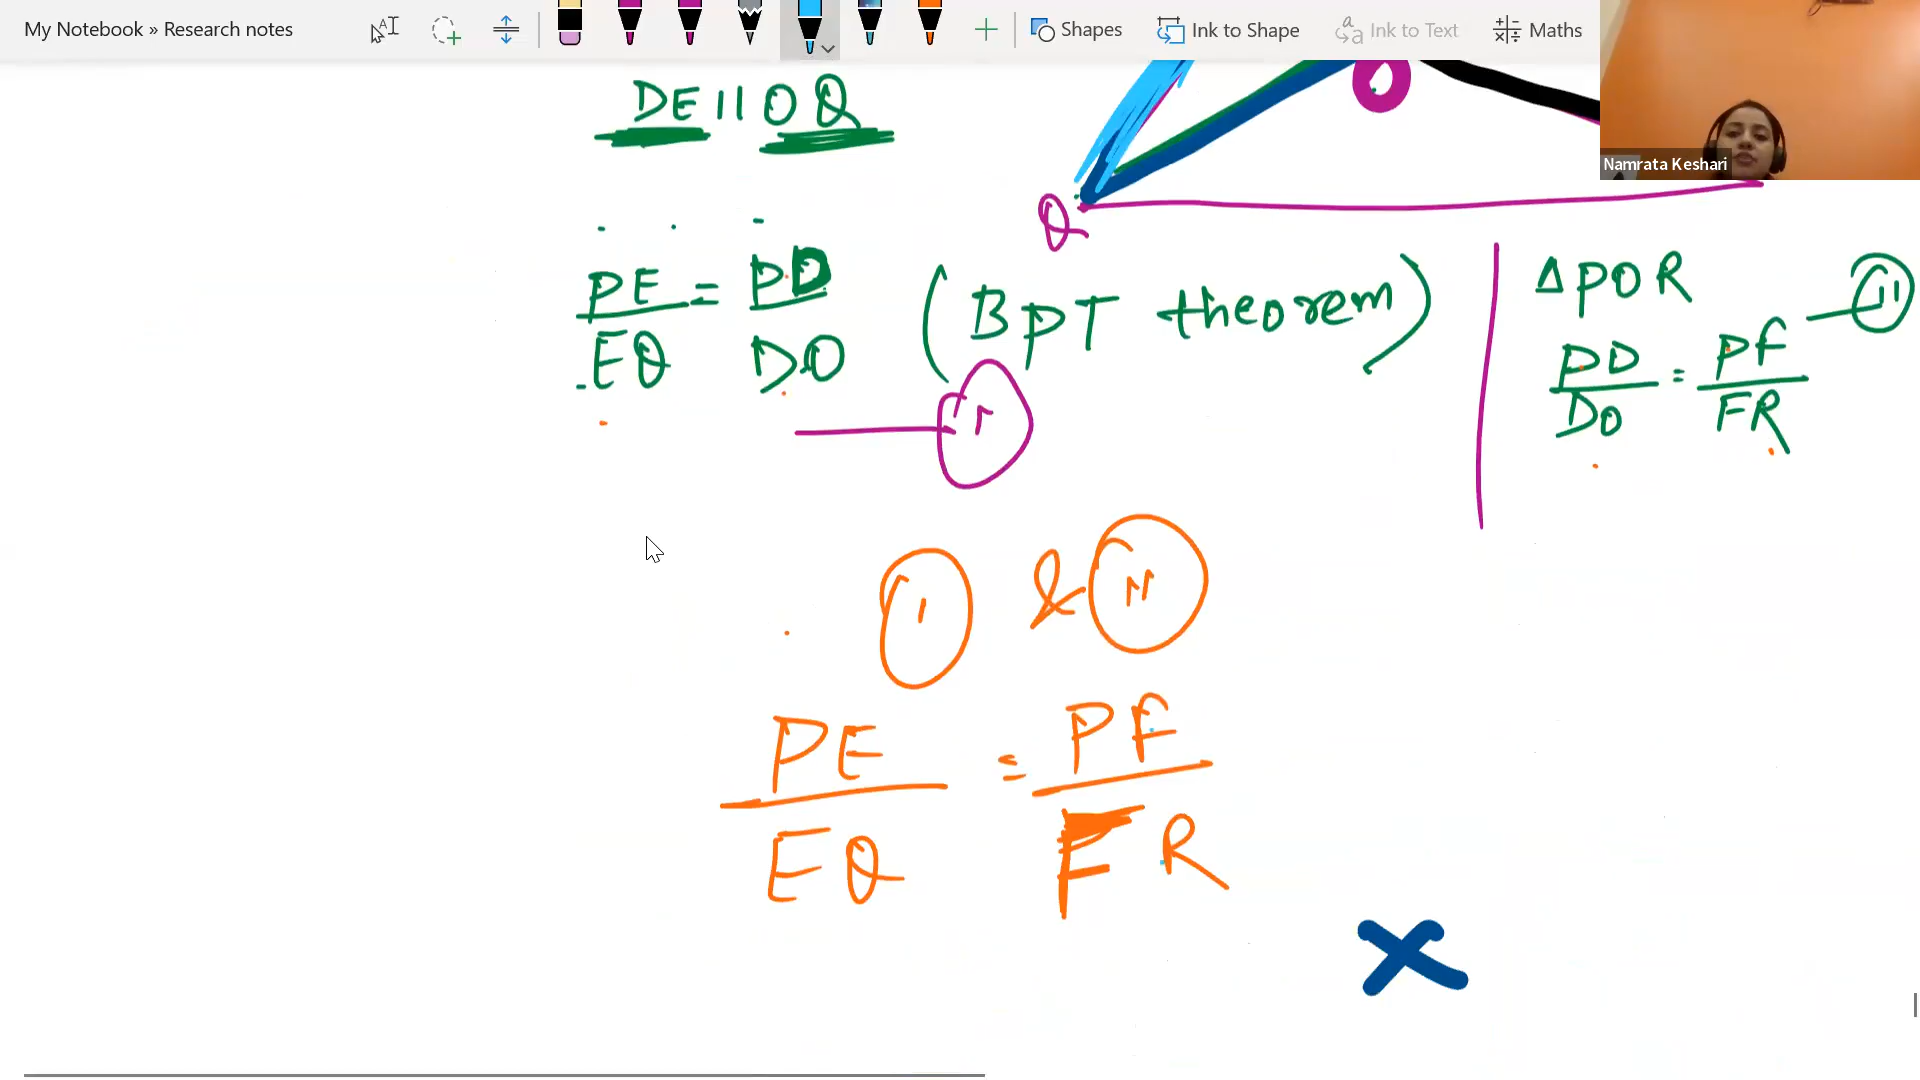 My Notebook » Research notes
Shapes
Ink to Shape
Ink to Text
Maths
Namrata Keshari
DE || OQ
O
Q
PE/EQ = PD/DO (BPT theorem)
I
Δ POR
II
PD/DO = PF/FR
I & II
PE/EQ = PF/FR